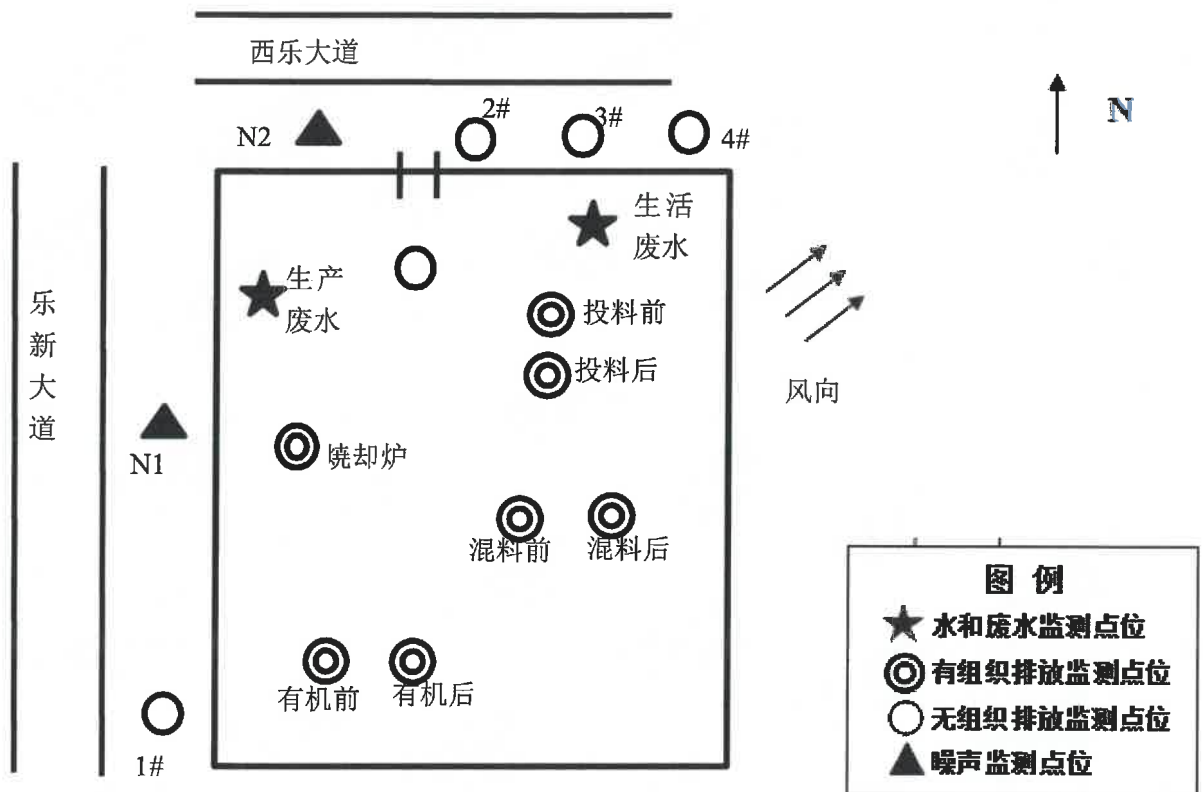 西乐大道
N
N2
2#
3#
4#
生活
废水
生产
废水
乐新大道
投料前
投料后
风向
N1
烧却炉
混料前
混料后
有机前
有机后
1#
图 例
水和废水监测点位
有组织排放监测点位
无组织排放监测点位
噪声监测点位